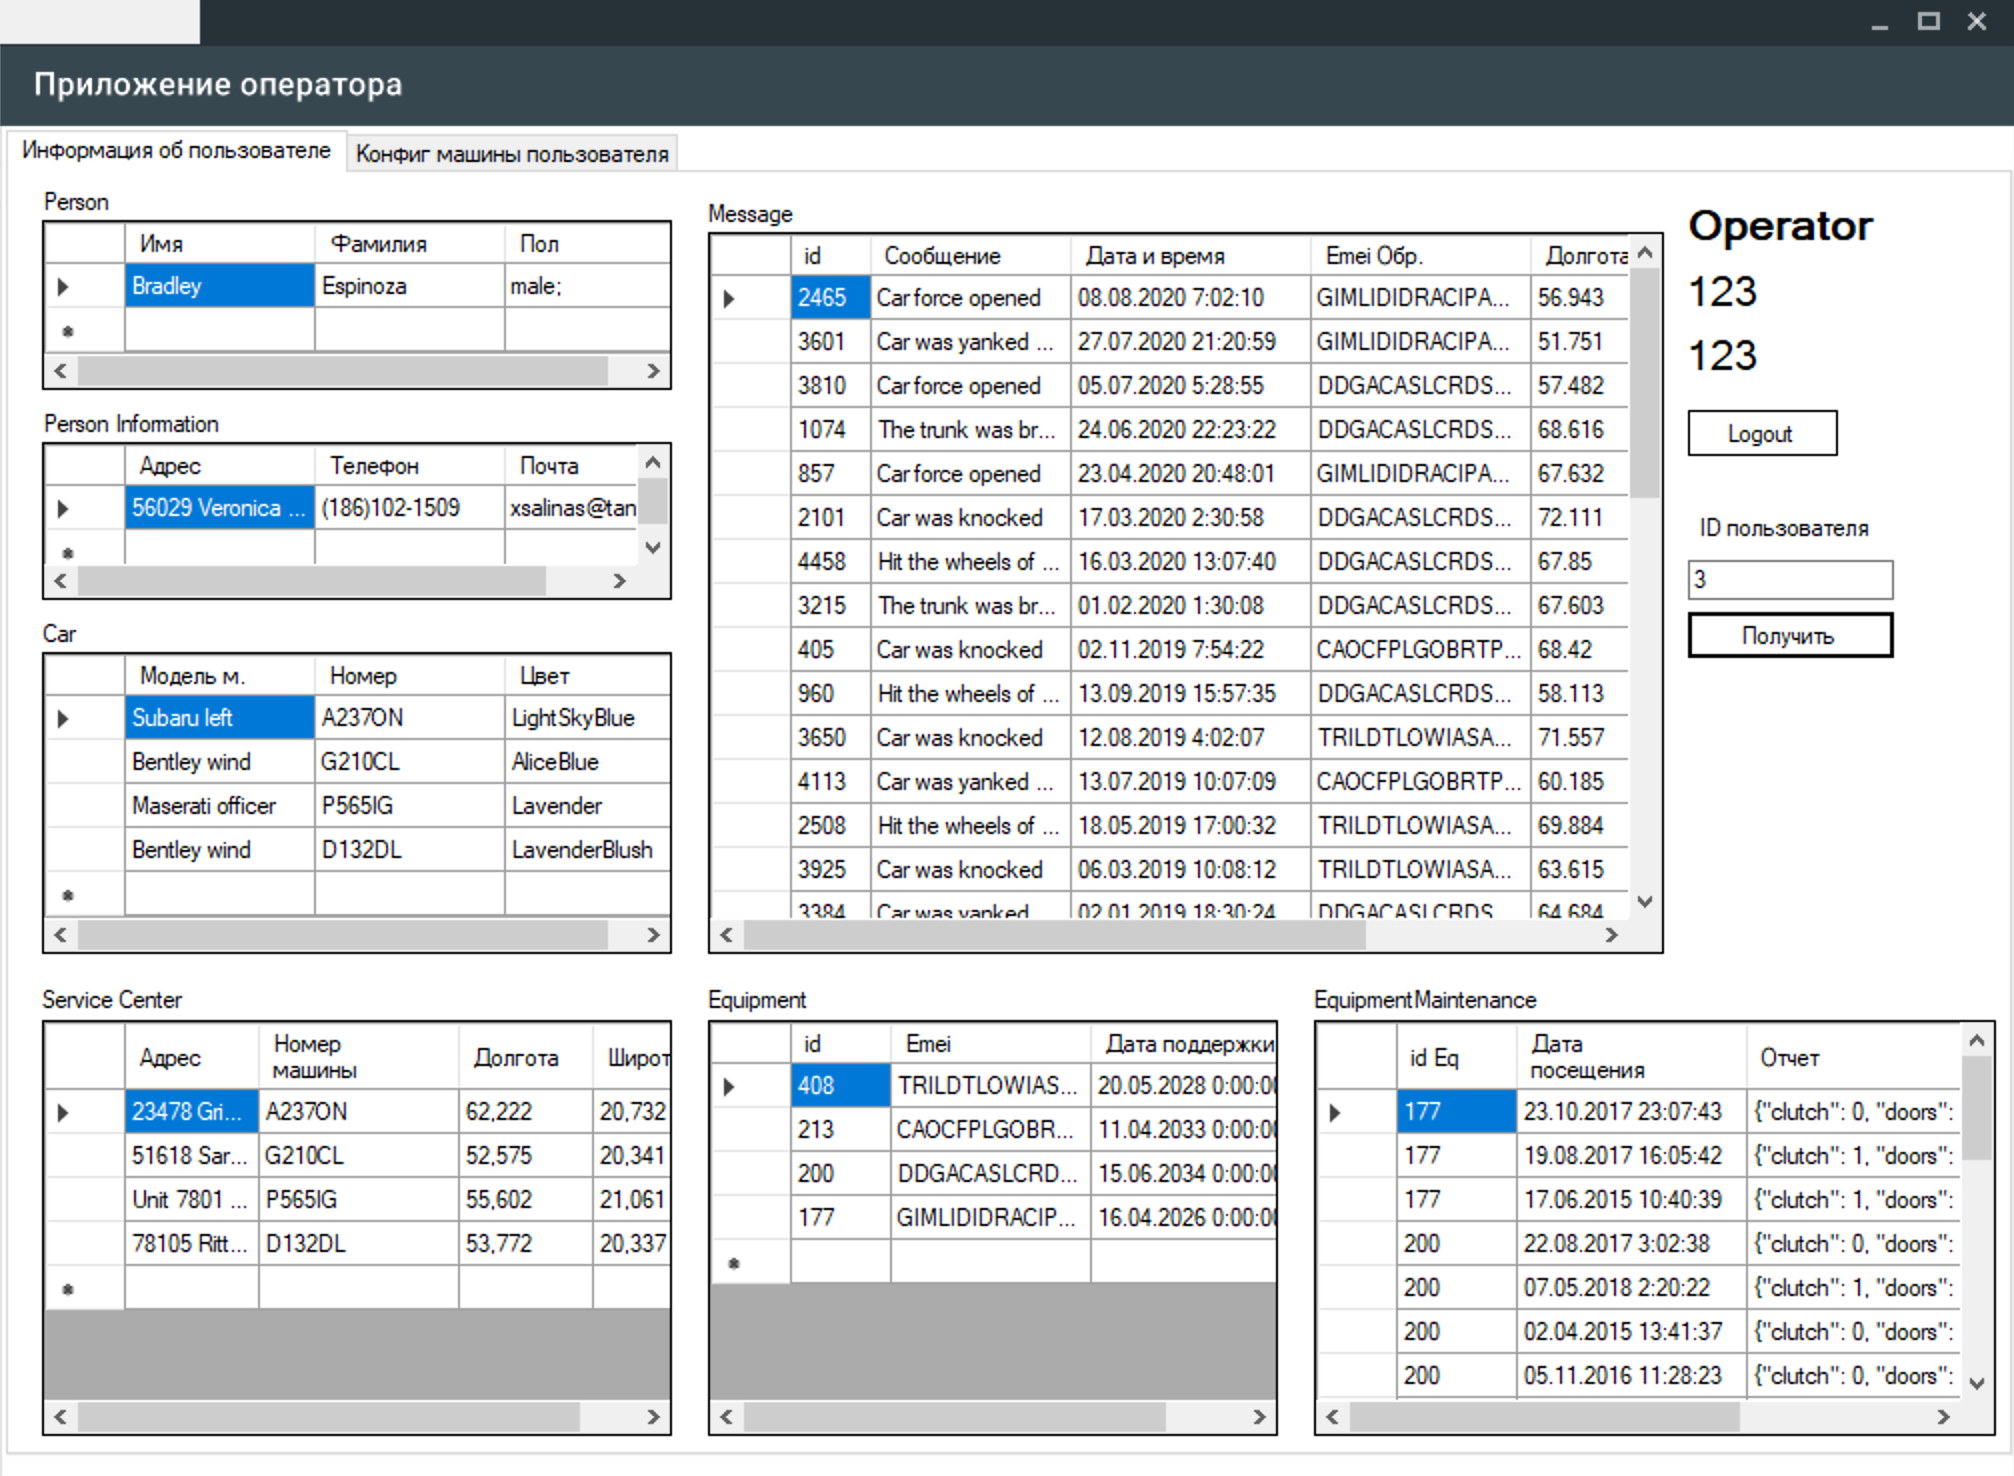 Приложение оператора
Информация об пользователе
Конфиг машины пользователя
Person
Имя Фамилия Пол
Bradley Espinoza male;
Person Information
Адрес Телефон Почта
56029 Veronica ... (186)102-1509 xsalinas@tan
Car
Модель м. Номер Цвет
Subaru left A237ON LightSkyBlue
Bentley wind G210CL AliceBlue
Maserati officer P565IG Lavender
Bentley wind D132DL LavenderBlush
Message
id Сообщение Дата и время Emei Обр. Долгота
2465 Car force opened 08.08.2020 7:02:10 GIMLIDIDRACIPA... 56.943
3601 Car was yanked ... 27.07.2020 21:20:59 GIMLIDIDRACIPA... 51.751
3810 Car force opened 05.07.2020 5:28:55 DDGACASLCRDS... 57.482
1074 The trunk was br... 24.06.2020 22:23:22 DDGACASLCRDS... 68.616
857 Car force opened 23.04.2020 20:48:01 GIMLIDIDRACIPA... 67.632
2101 Car was knocked 17.03.2020 2:30:58 DDGACASLCRDS... 72.111
4458 Hit the wheels of ... 16.03.2020 13:07:40 DDGACASLCRDS... 67.85
3215 The trunk was br... 01.02.2020 1:30:08 DDGACASLCRDS... 67.603
405 Car was knocked 02.11.2019 7:54:22 CAOCFPLGOBRTP... 68.42
960 Hit the wheels of ... 13.09.2019 15:57:35 DDGACASLCRDS... 58.113
3650 Car was knocked 12.08.2019 4:02:07 TRILDTLOWIASA... 71.557
4113 Car was yanked ... 13.07.2019 10:07:09 CAOCFPLGOBRTP... 60.185
2508 Hit the wheels of ... 18.05.2019 17:00:32 TRILDTLOWIASA... 69.884
3925 Car was knocked 06.03.2019 10:08:12 TRILDTLOWIASA... 63.615
3384 Car was yanked 02.01.2019 18:30:24 DDGACASLCRDS 64.684
Operator
123
123
Logout
ID пользователя
3
Получить
Service Center
Адрес Номер машины Долгота Широт
23478 Gri... A237ON 62,222 20,732
51618 Sar... G210CL 52,575 20,341
Unit 7801 ... P565IG 55,602 21,061
78105 Ritt... D132DL 53,772 20,337
Equipment
id Emei Дата поддержки
408 TRILDTLOWIAS... 20.05.2028 0:00:00
213 CAOCFPLGOBR... 11.04.2033 0:00:00
200 DDGACASLCRD... 15.06.2034 0:00:00
177 GIMLIDIDRACIP... 16.04.2026 0:00:00
EquipmentMaintenance
id Eq Дата посещения Отчет
177 23.10.2017 23:07:43 {"clutch": 0, "doors":
177 19.08.2017 16:05:42 {"clutch": 1, "doors":
177 17.06.2015 10:40:39 {"clutch": 1, "doors":
200 22.08.2017 3:02:38 {"clutch": 0, "doors":
200 07.05.2018 2:20:22 {"clutch": 1, "doors":
200 02.04.2015 13:41:37 {"clutch": 0, "doors":
200 05.11.2016 11:28:23 {"clutch": 0, "doors":